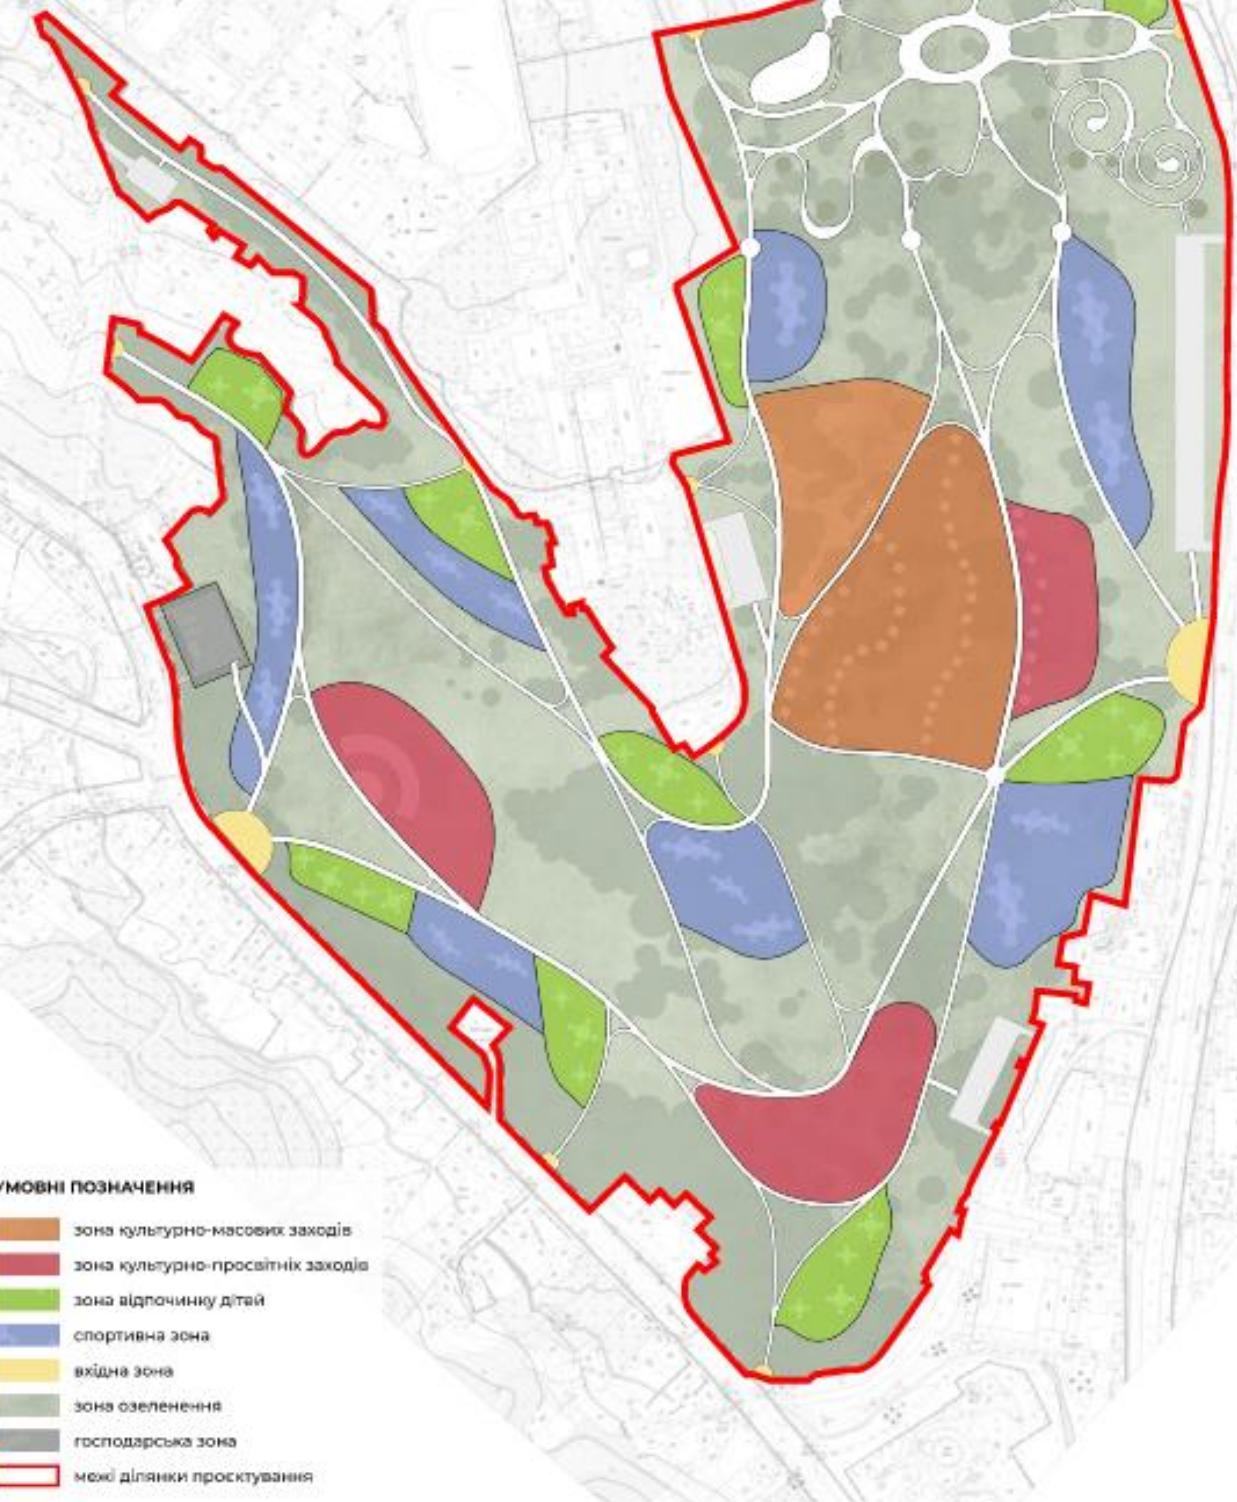 УМОВНІ ПОЗНАЧЕННЯ
зона культурно-масових заходів
зона культурно-просвітніх заходів
зона відпочинку дітей
спортивна зона
вхідна зона
зона озеленення
господарська зона
межі ділянки проєктування